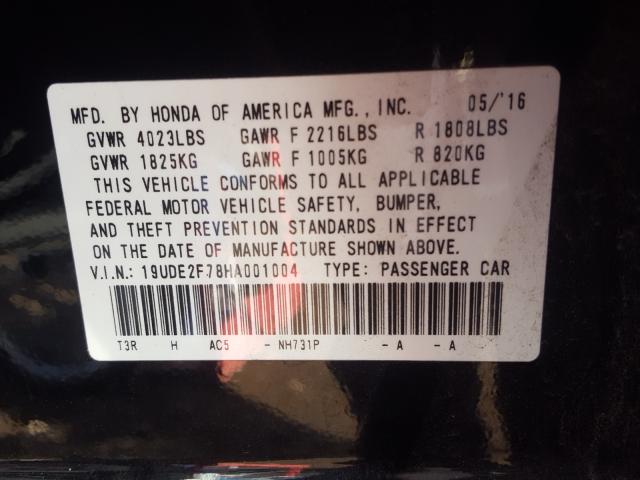 MFD. BY HONDA OF AMERICA MFG., INC. 05/'16
GVWR 4023LBS GAWR F 2216LBS R 1808LBS
GVWR 1825KG GAWR F 1005KG R 820KG
THIS VEHICLE CONFORMS TO ALL APPLICABLE
FEDERAL MOTOR VEHICLE SAFETY, BUMPER,
AND THEFT PREVENTION STANDARDS IN EFFECT
ON THE DATE OF MANUFACTURE SHOWN ABOVE.
V.I.N.: 19UDE2F78HA001004 TYPE: PASSENGER CAR
T3R H AC5 - NH731P - A - A